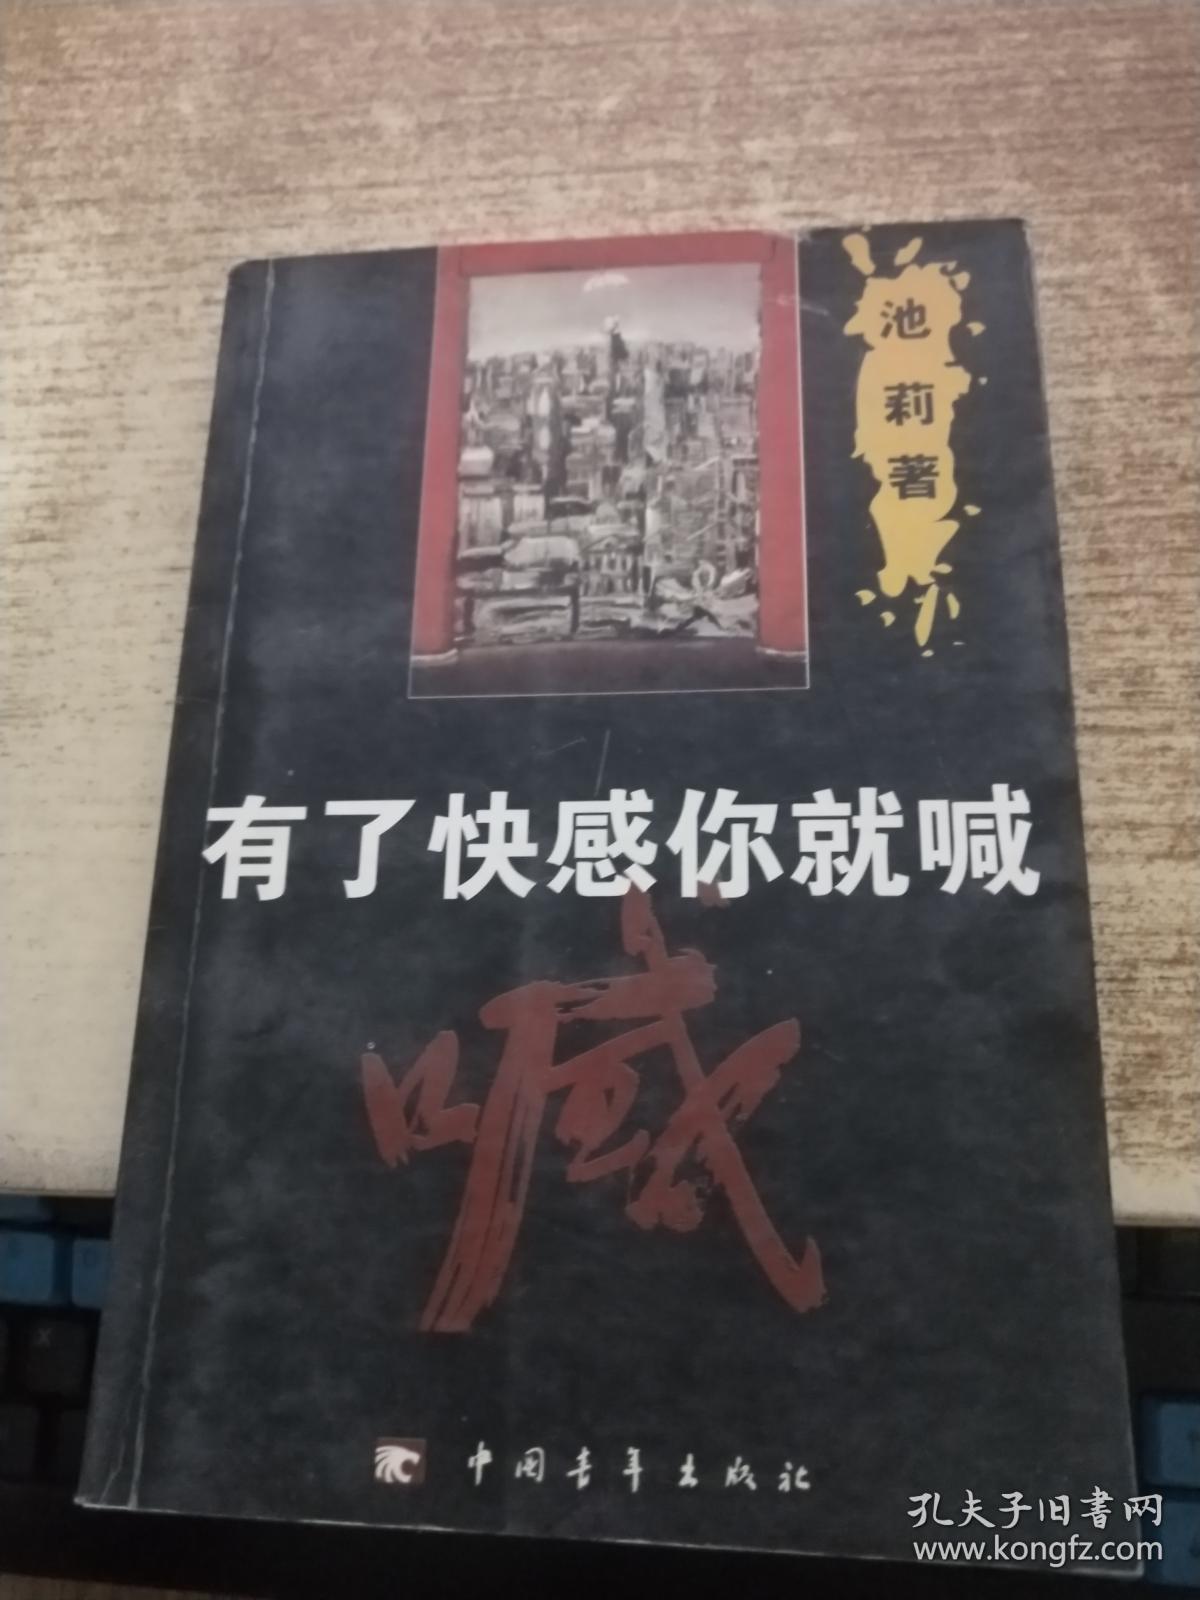 池莉著
有了快感你就喊
喊
中国青年出版社
X
孔夫子旧書网
www.kongfz.com